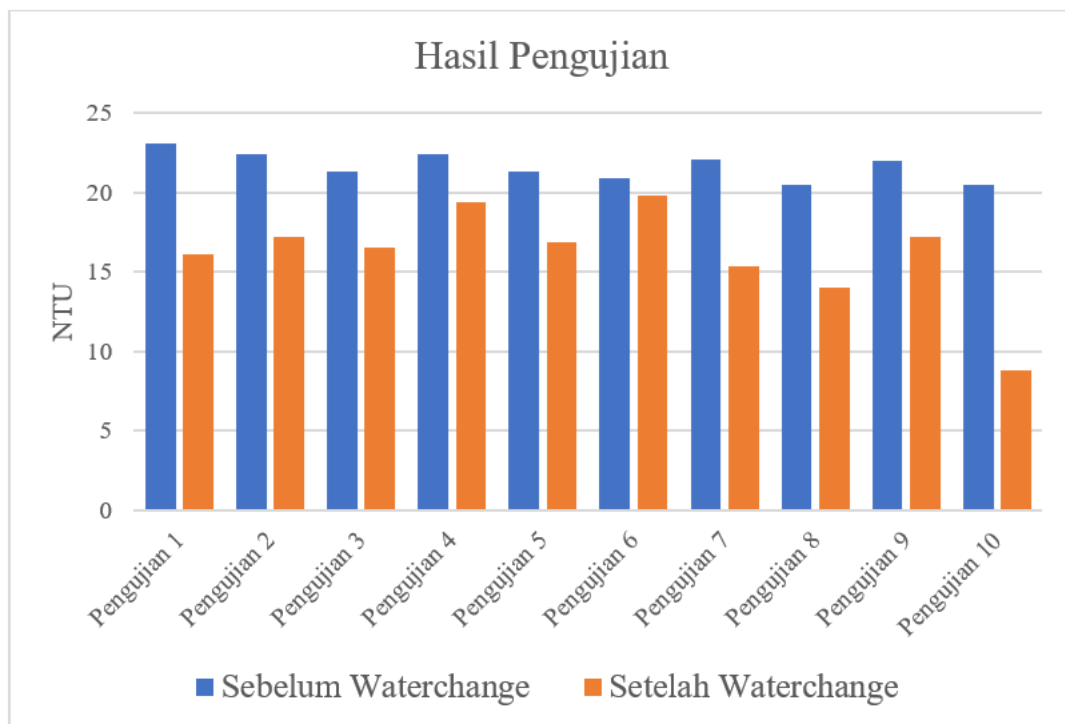 Hasil Pengujian
NTU
25
20
15
10
5
0
Pengujian 1
Pengujian 2
Pengujian 3
Pengujian 4
Pengujian 5
Pengujian 6
Pengujian 7
Pengujian 8
Pengujian 9
Pengujian 10
Sebelum Waterchange
Setelah Waterchange